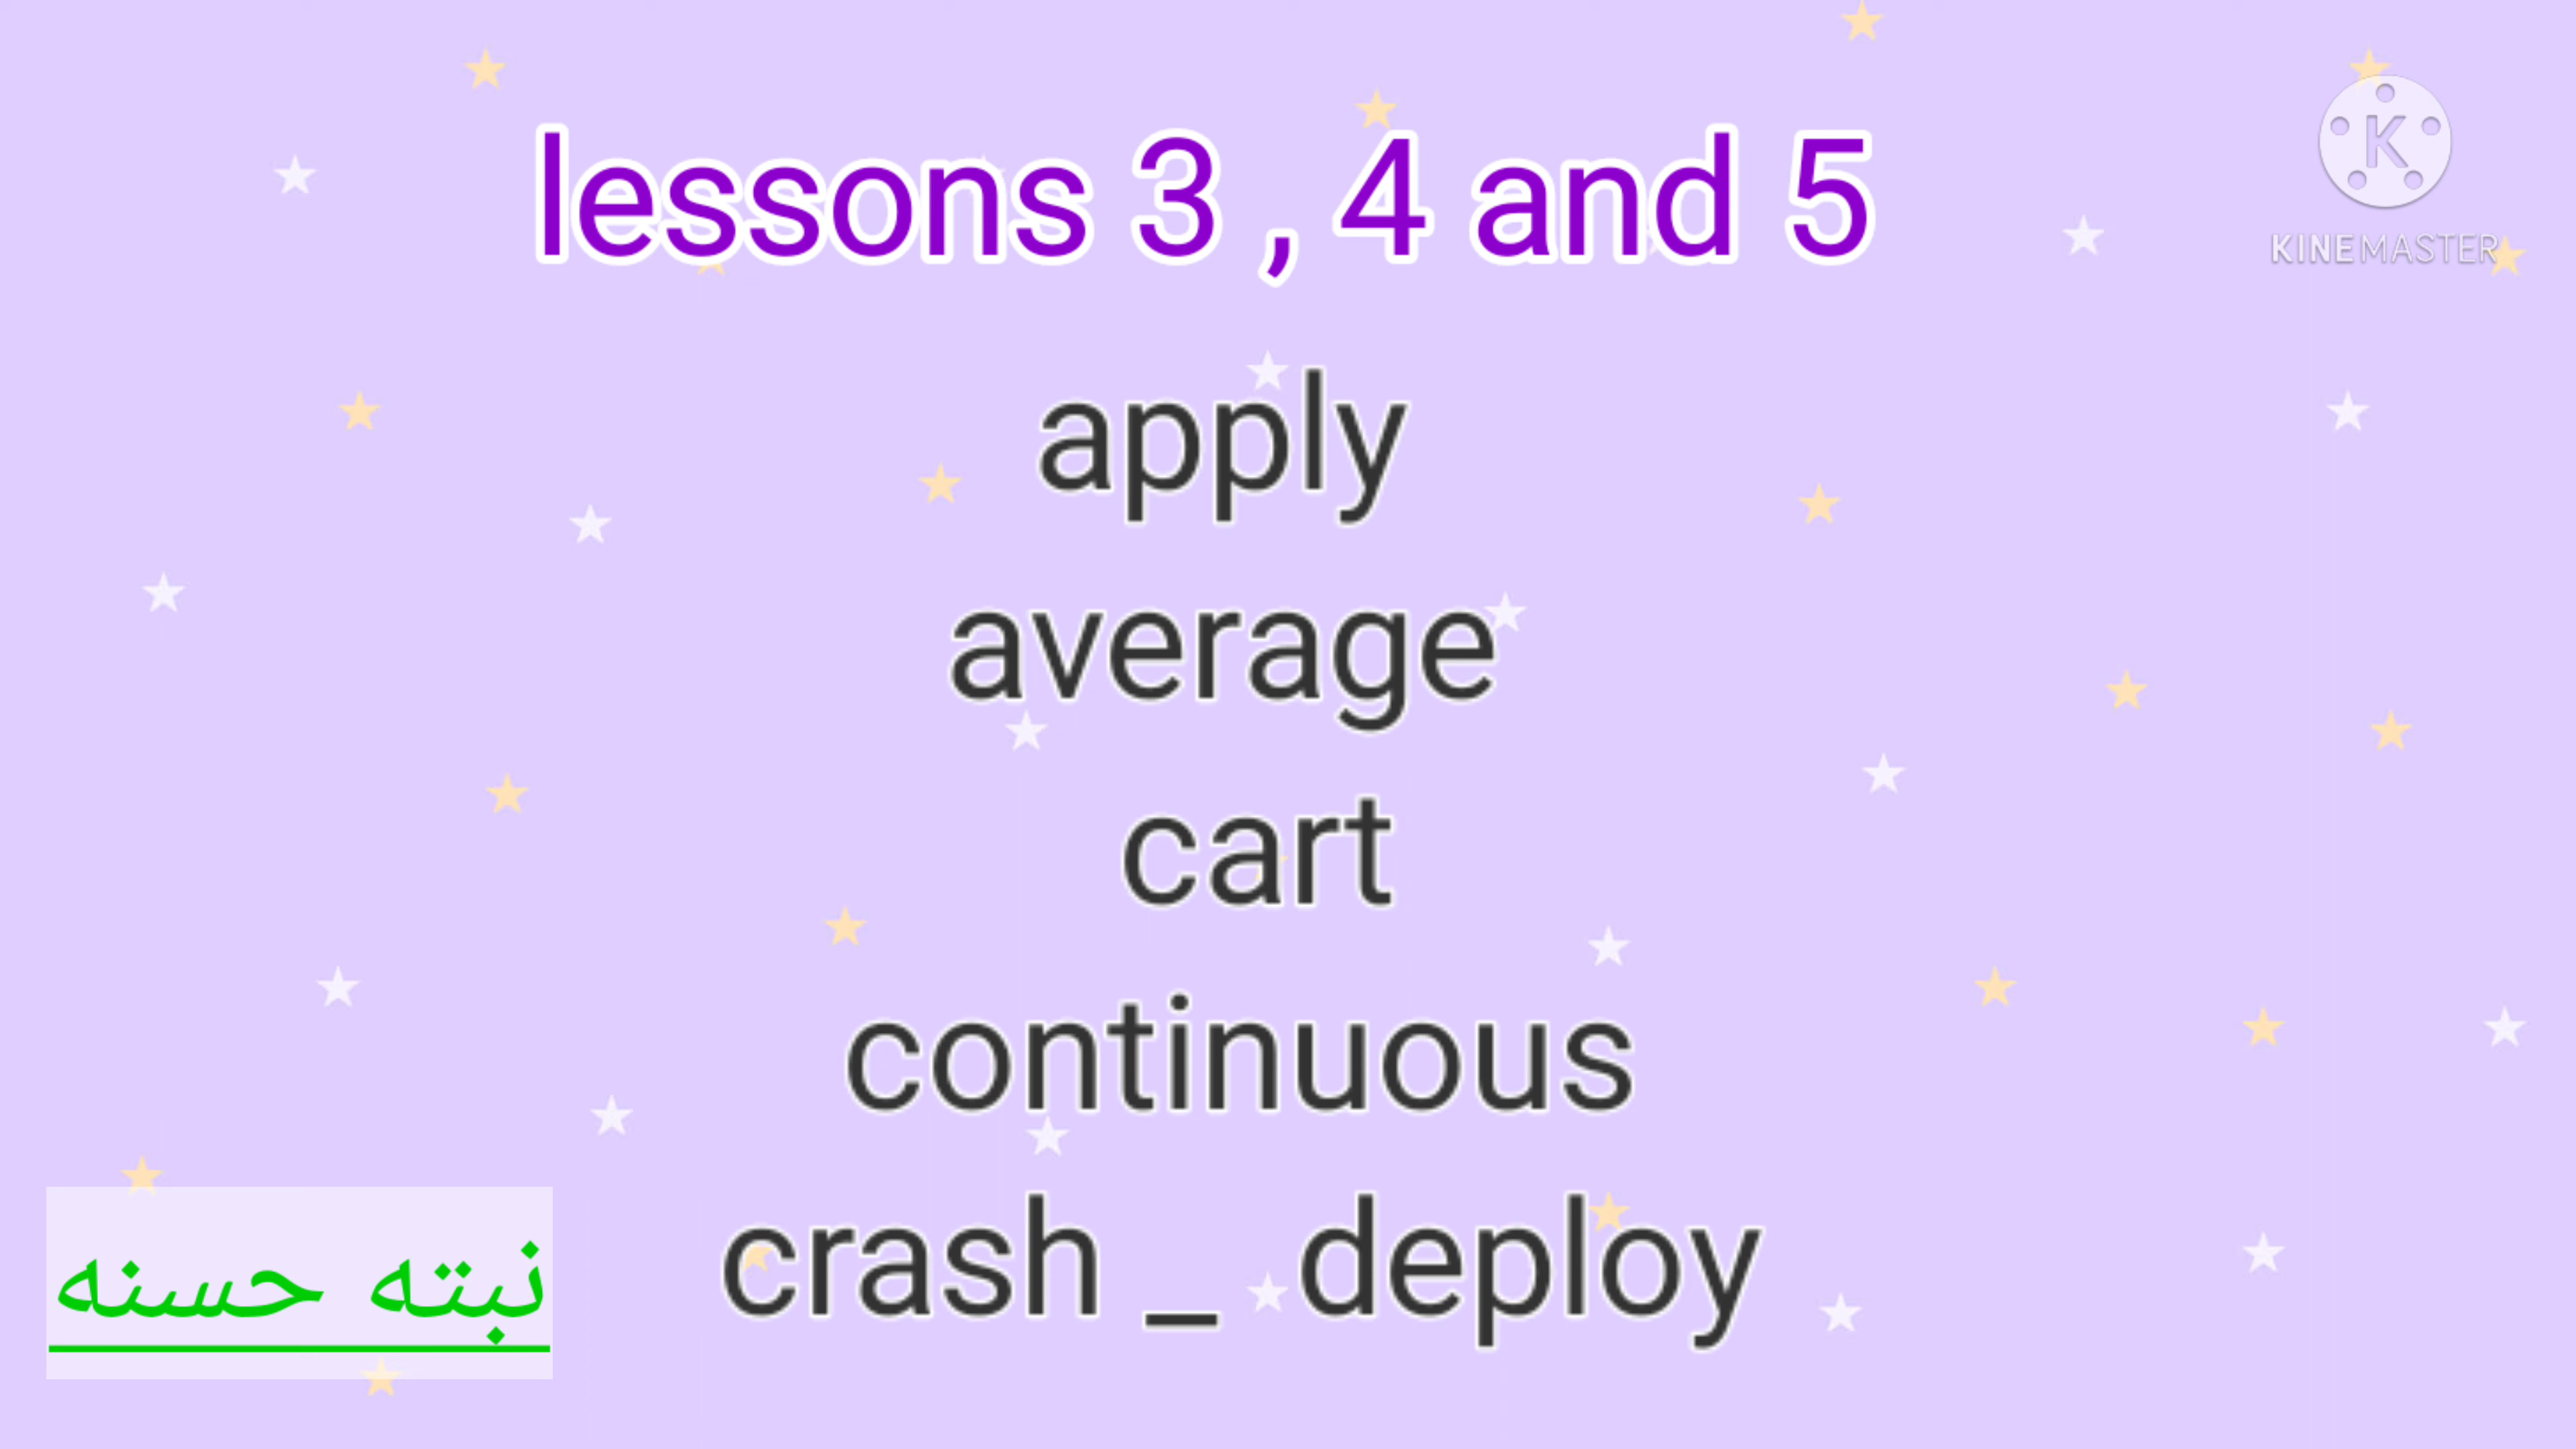 lessons 3 , 4 and 5
K
KINEMASTER
apply
average
cart
continuous
crash _ deploy
نبته حسنه